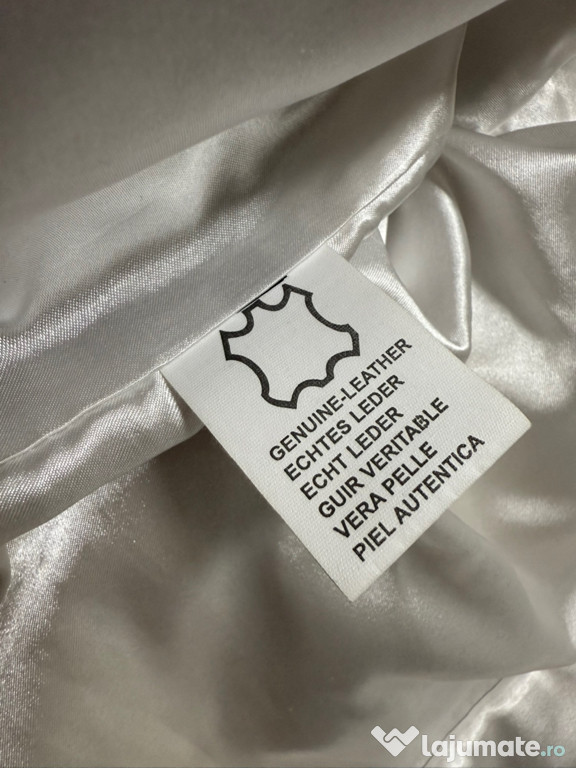 GENUINE-LEATHER
ECHTES LEDER
ECHT LEDER
GUIR VERITABLE
VERA PELLE
PIEL AUTENTICA
lajumate.ro